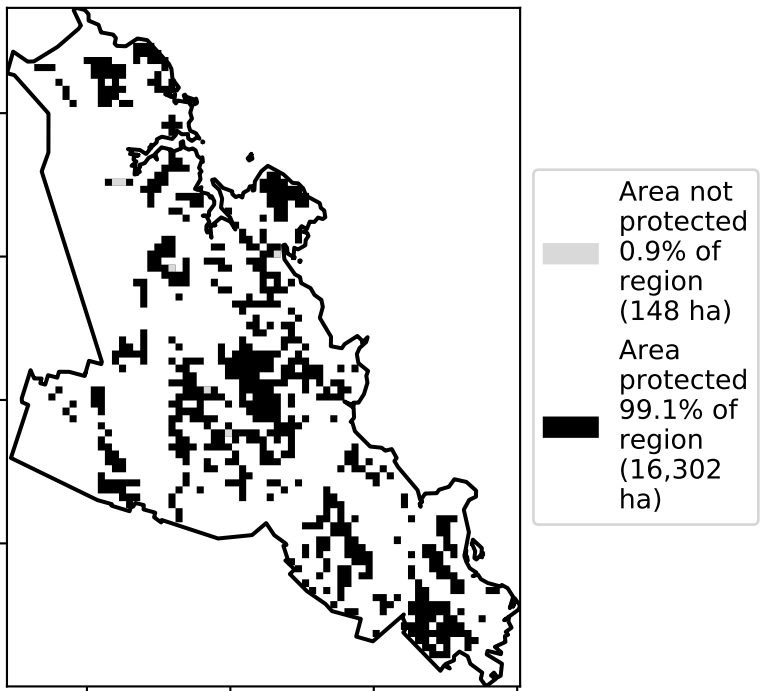 Area not
protected
0.9% of
region
(148 ha)
Area
protected
99.1% of
region
(16,302
ha)